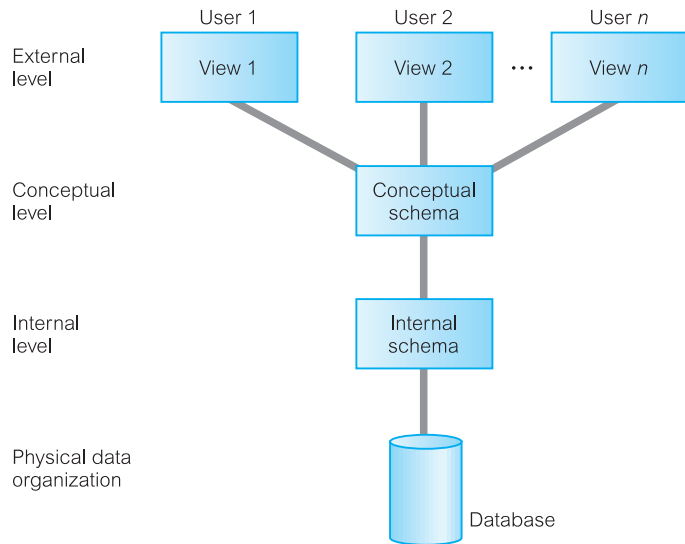 User 1
User 2
User n
External
level
View 1
View 2
...
View n
Conceptual
level
Conceptual
schema
Internal
level
Internal
schema
Physical data
organization
Database